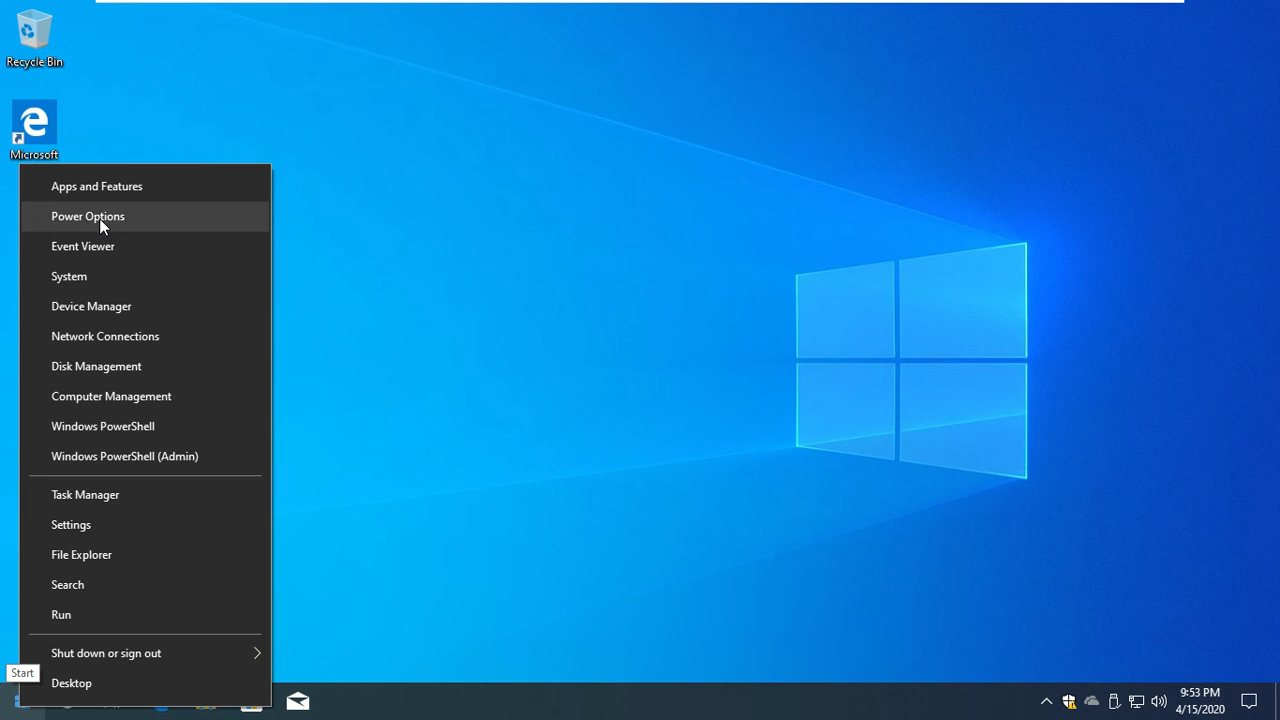 Recycle Bin
Microsoft
Apps and Features
Power Options
Event Viewer
System
Device Manager
Network Connections
Disk Management
Computer Management
Windows PowerShell
Windows PowerShell (Admin)
Task Manager
Settings
File Explorer
Search
Run
Shut down or sign out
Start
Desktop
9:53 PM
4/15/2020